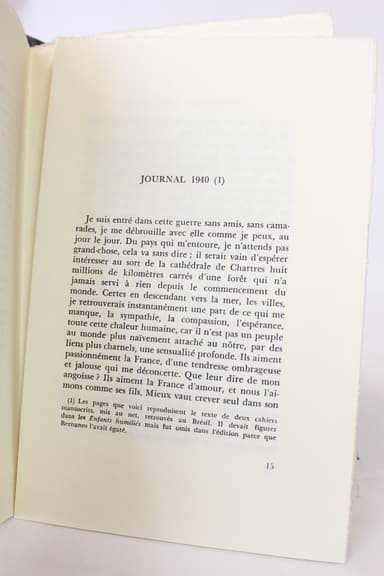 JOURNAL 1940 (1)
Je suis entré dans cette guerre sans amis, sans cama-
rades, je me débrouille avec elle comme je peux, au
jour le jour. Du pays qui m'entoure, je n'attends pas
grand-chose, cela va sans dire ; il serait vain d'espérer
intéresser au sort de la cathédrale de Chartres huit
millions de kilomètres carrés d'une forêt qui n'a
jamais servi à rien depuis le commencement du
monde. Certes en descendant vers la mer, les villes,
je retrouverais instantanément une part de ce qui me
manque, la sympathie, la compassion, l'espérance,
toute cette chaleur humaine, car il n'est pas un peuple
au monde plus naïvement attaché au nôtre, par des
liens plus charnels, une sensualité profonde. Ils aiment
passionnément la France, d'une tendresse ombrageuse
et jalouse qui me déconcerte. Que leur dire de mon
angoisse ? Ils aiment la France d'amour, et nous l'ai-
mons comme ses fils. Mieux vaut crever seul dans son
(1) Les pages que voici reproduisent le texte de deux cahiers
manuscrits, mis au net, retrouvés au Brésil. Il devait figurer
dans les Enfants humiliés mais fut omis dans l'édition parce que
Bernanos l'avait égaré.
15